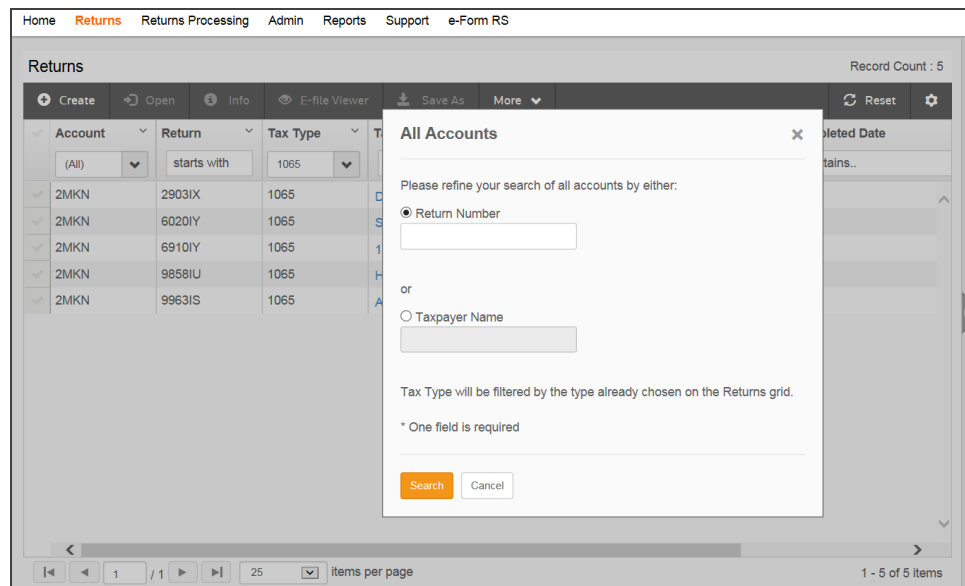 Home Returns Returns Processing Admin Reports Support e-Form RS
Returns Record Count : 5
Create Open Info E-file Viewer Save As More Reset
Account Return Tax Type T pleted Date
(All) starts with 1065 tains..
2MKN 2903IX 1065 D
2MKN 6020IY 1065 S
2MKN 6910IY 1065 1
2MKN 9858IU 1065 H
2MKN 9963IS 1065 A
All Accounts
Please refine your search of all accounts by either:
Return Number
or
Taxpayer Name
Tax Type will be filtered by the type already chosen on the Returns grid.
* One field is required
Search Cancel
1 / 1 25 items per page 1 - 5 of 5 items